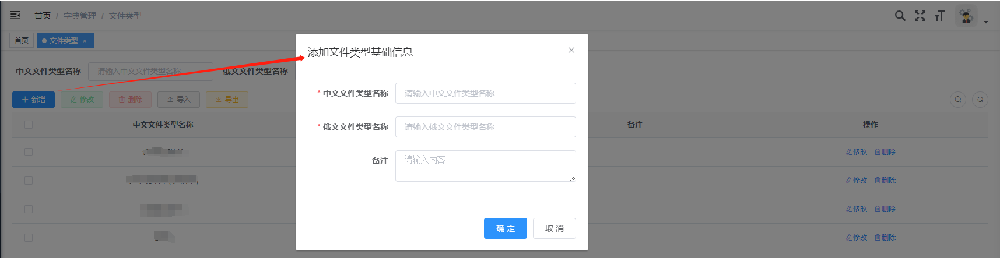 首页 / 字典管理 / 文件类型
首页 文件类型 ×
添加文件类型基础信息
中文文件类型名称 请输入中文文件类型名称 俄文文件类型名称
* 中文文件类型名称 请输入中文文件类型名称
+ 新增 修改 删除 导入 导出
中文文件类型名称 备注 操作
* 俄文文件类型名称 请输入俄文文件类型名称
修改 删除
备注 请输入内容
修改 删除
修改 删除
确 定 取 消
修改 删除